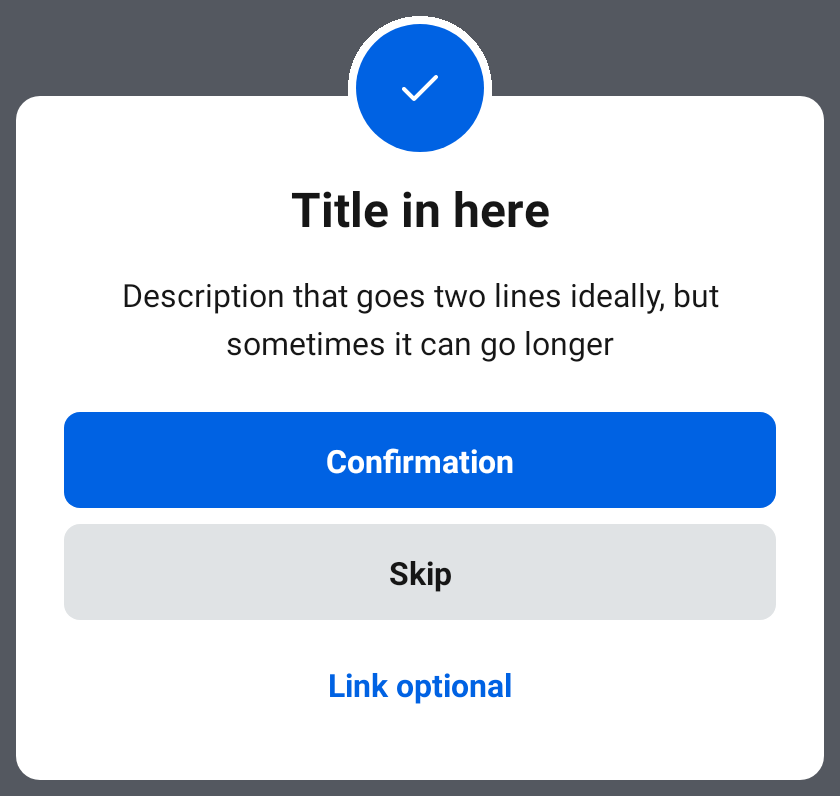 Title in here
Description that goes two lines ideally, but
sometimes it can go longer
Confirmation
Skip
Link optional